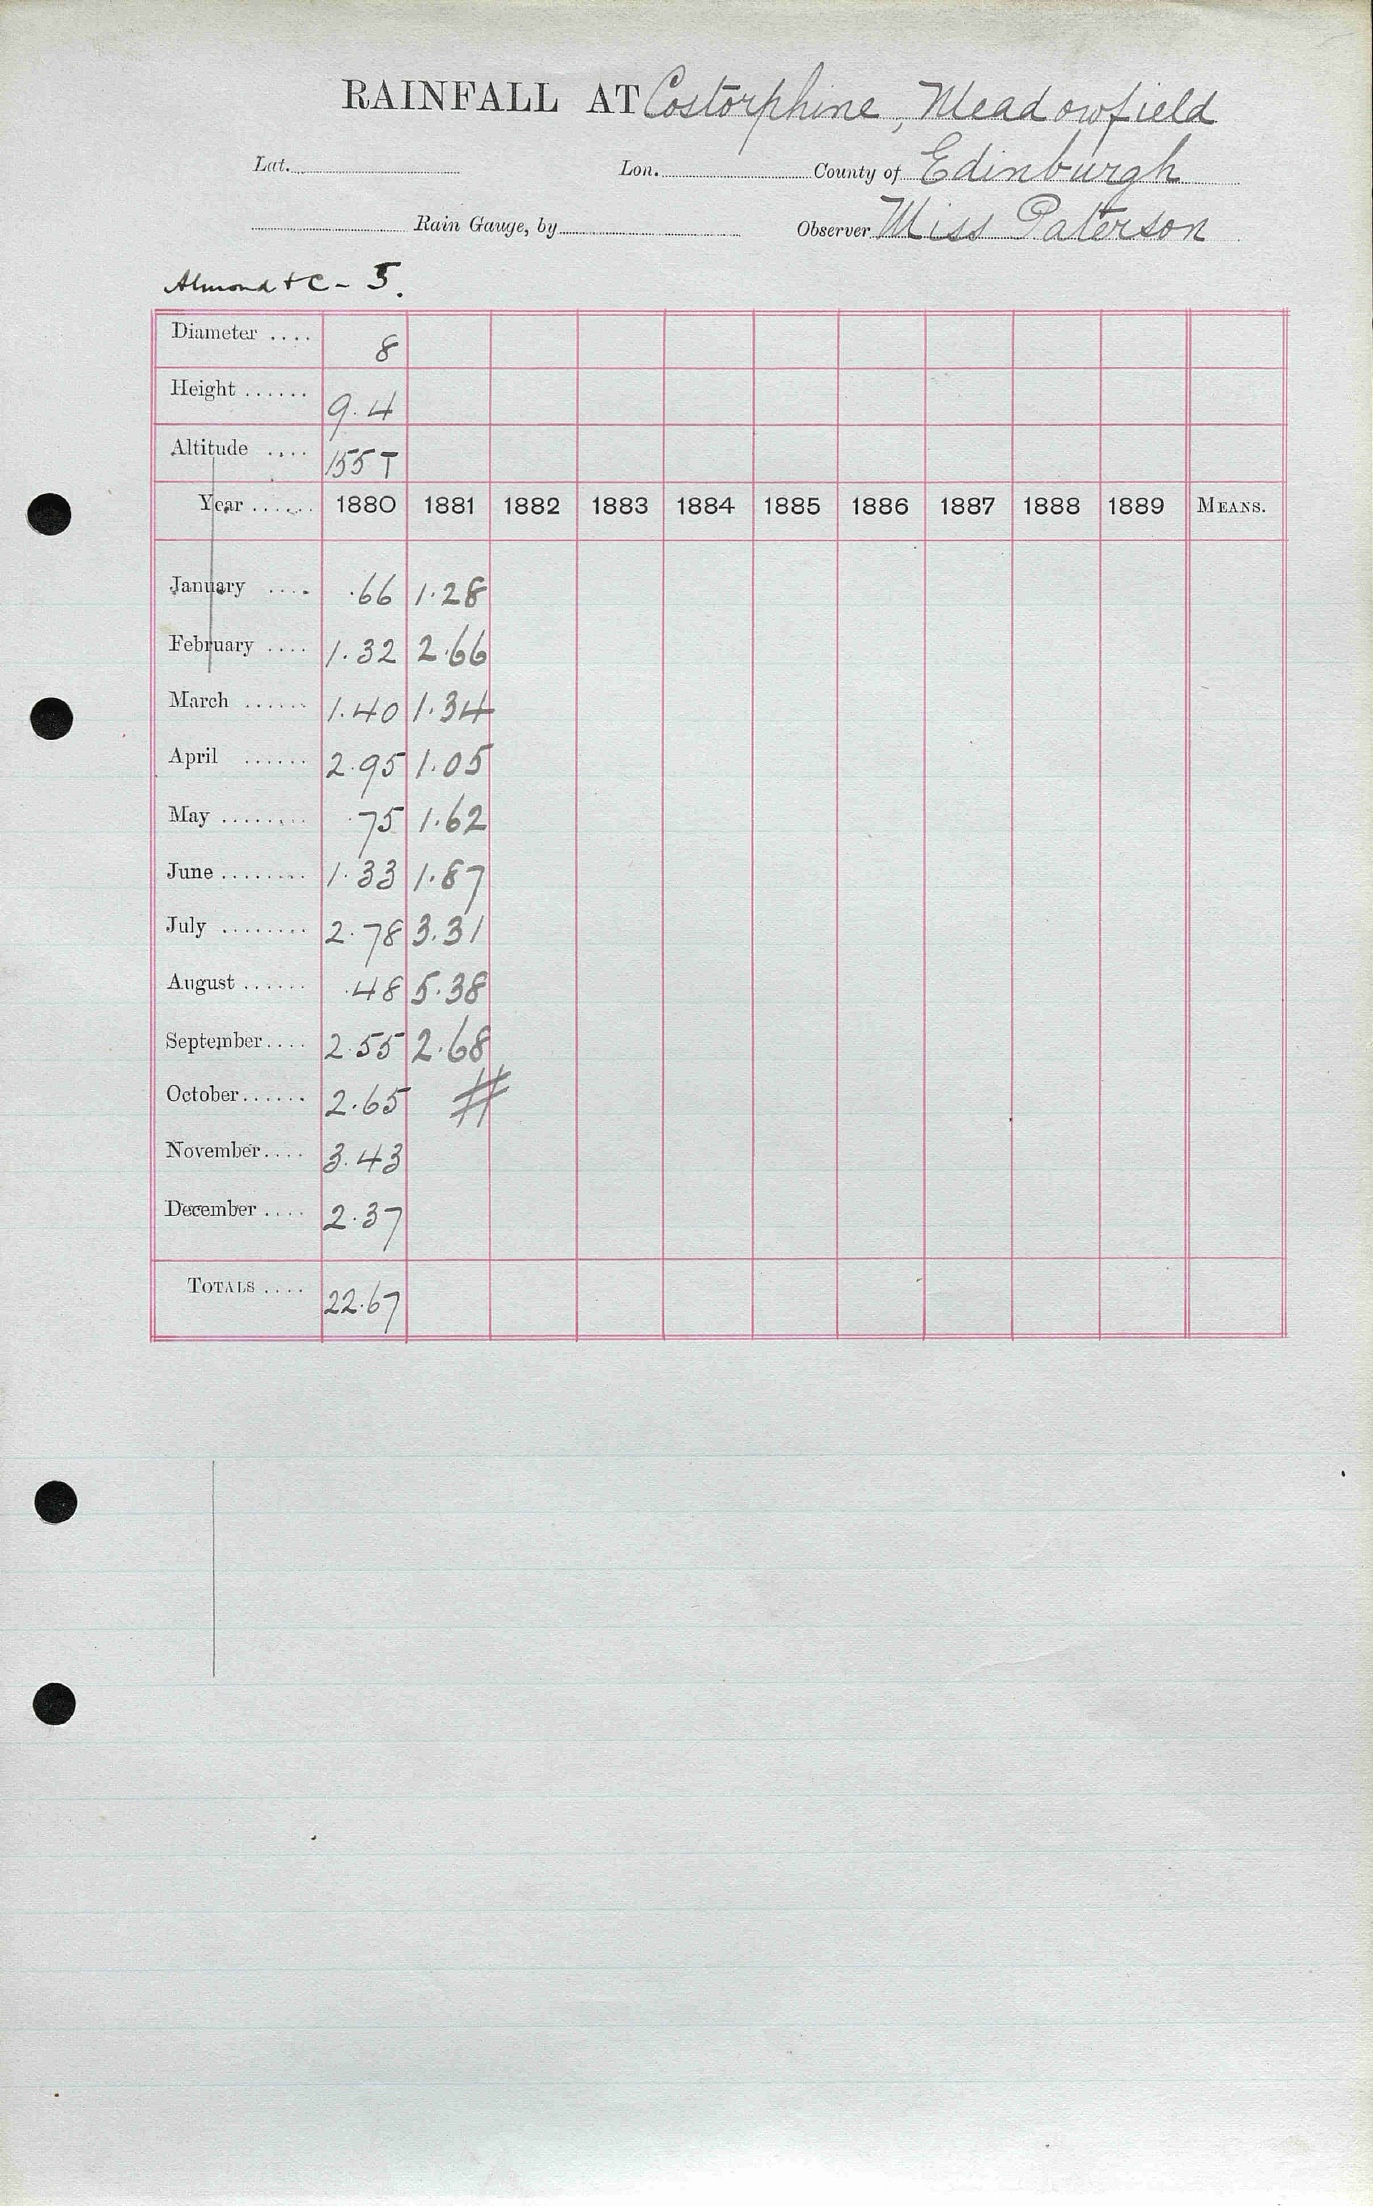 RAINFALL AT Costorphine, Meadowfield
Lat. Lon. County of Edinburgh
Rain Gauge, by Observer Miss Paterson
Almond & C - 5.
Diameter .... 8
Height ...... 9.4
Altitude .... 155 T
Year ...... 1880 1881 1882 1883 1884 1885 1886 1887 1888 1889 MEANS.
January .... .66 1.28
February .... 1.32 2.66
March ...... 1.40 1.34
April ...... 2.95 1.05
May ........ .75 1.62
June ........ 1.33 1.87
July ........ 2.78 3.31
August ...... .48 5.38
September.... 2.55 2.68
October...... 2.65 #
November.... 3.43
December .... 2.37
TOTALS .... 22.67